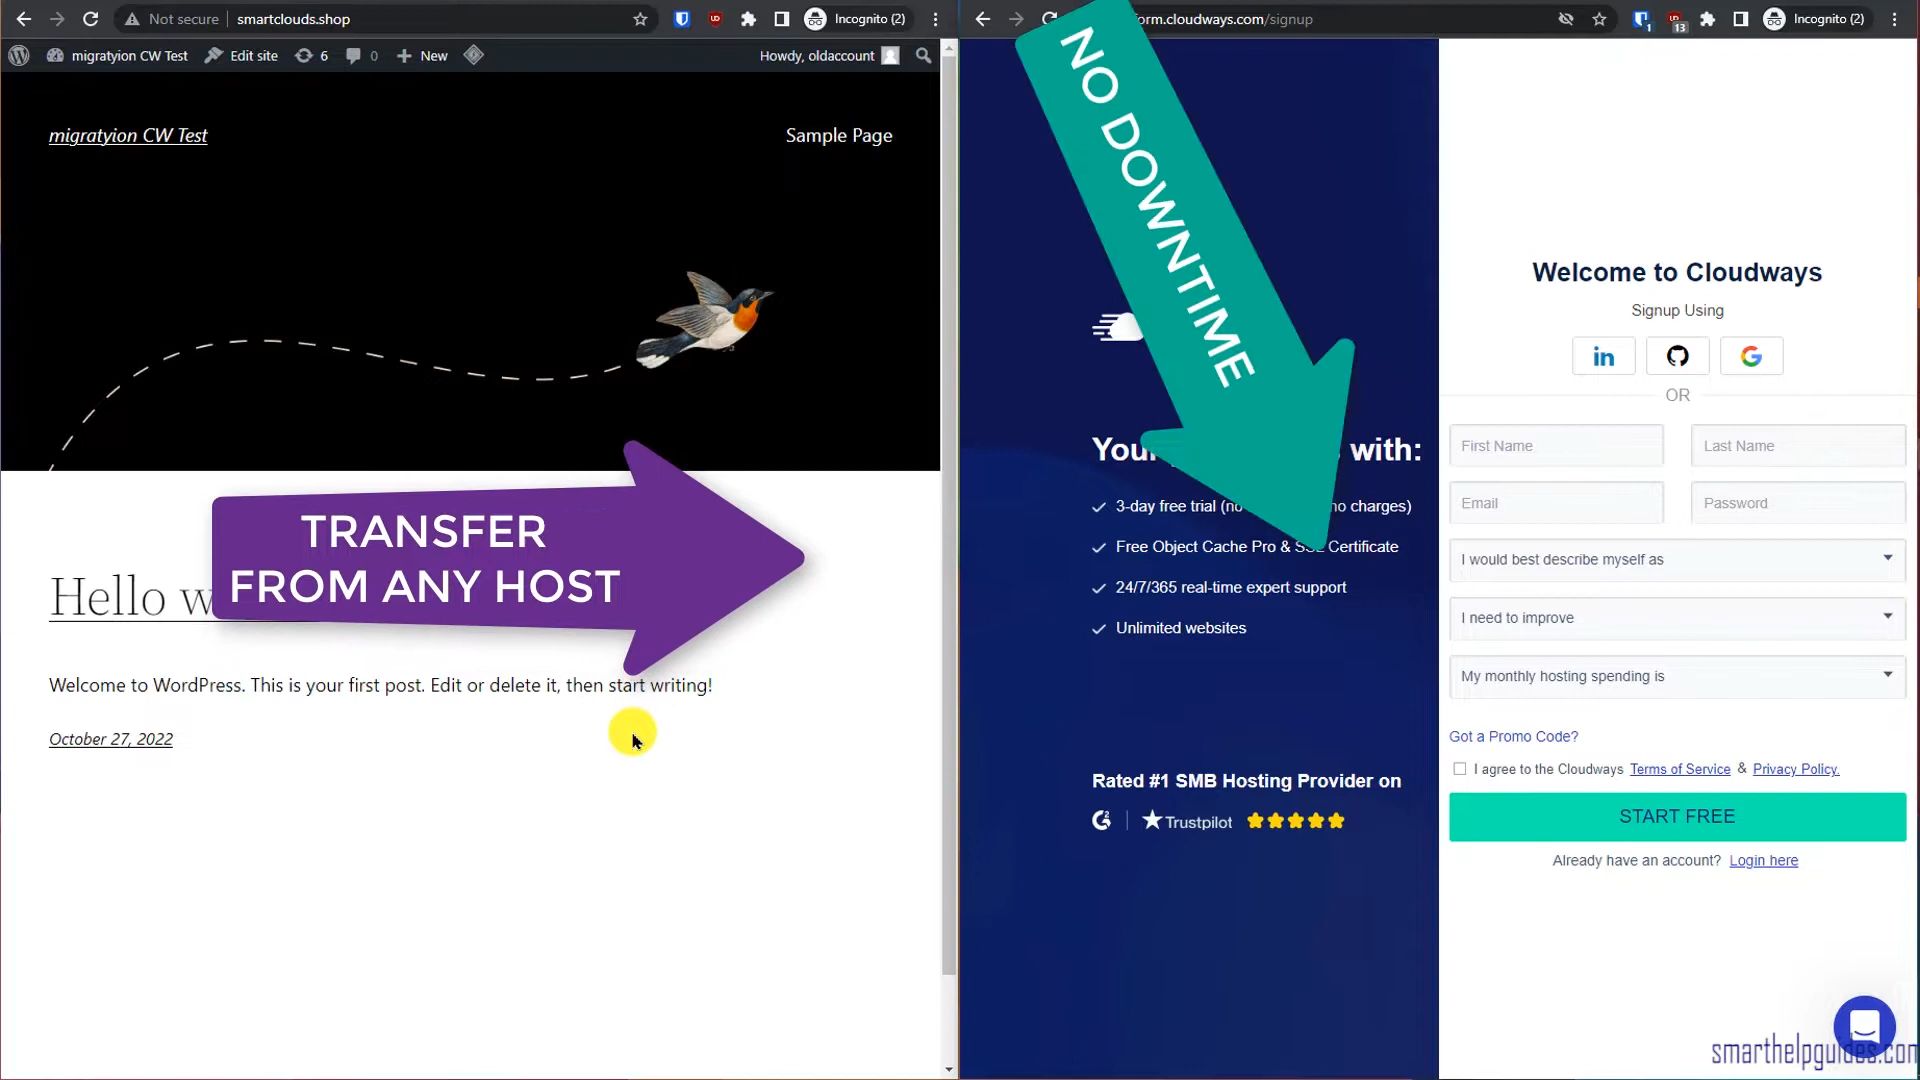 Not secure
smartclouds.shop
Incognito (2)
migratyion CW Test
Edit site
6
0
New
Howdy, oldaccount
migratyion CW Test
Sample Page
TRANSFER
FROM ANY HOST
Hello
Welcome to WordPress. This is your first post. Edit or delete it, then start writing!
October 27, 2022
form.cloudways.com/signup
1
13
Incognito (2)
NO DOWNTIME
with:
3-day free trial (no no charges)
Free Object Cache Pro & SSL Certificate
24/7/365 real-time expert support
Unlimited websites
Rated #1 SMB Hosting Provider on
Trustpilot
Welcome to Cloudways
Signup Using
in
OR
First Name
Last Name
Email
Password
I would best describe myself as
I need to improve
My monthly hosting spending is
Got a Promo Code?
I agree to the Cloudways Terms of Service & Privacy Policy.
START FREE
Already have an account? Login here
smarthelpguides.com